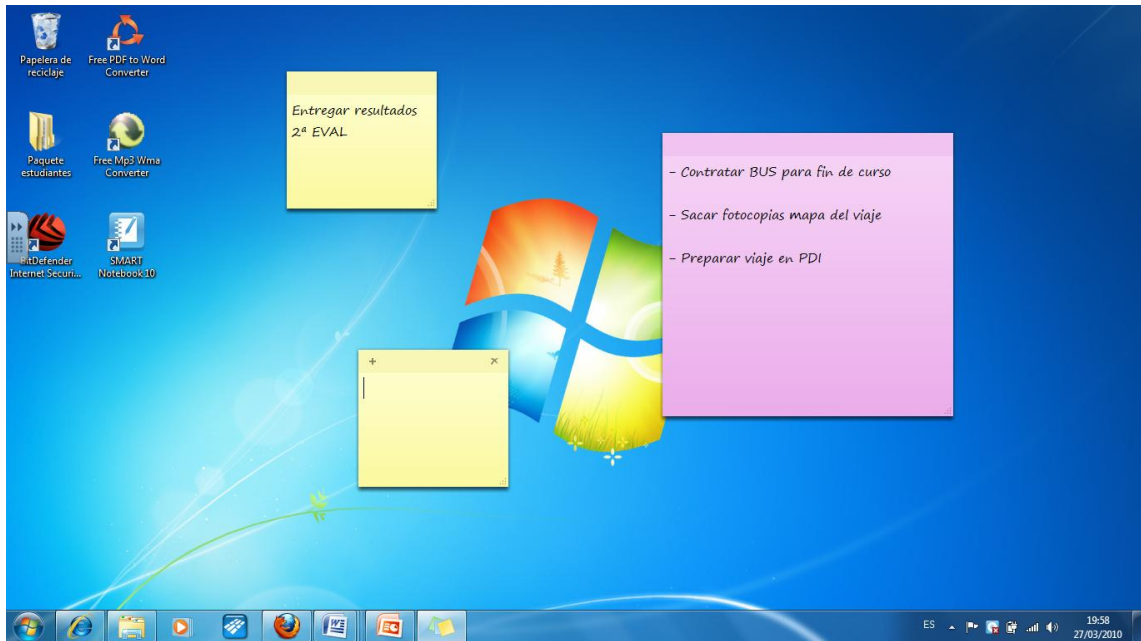 Papelera de
reciclaje
Free PDF to Word
Converter
Paquete
estudiantes
Free Mp3 Wma
Converter
BitDefender
Internet Securi...
SMART
Notebook 10
Entregar resultados
2ª EVAL
- Contratar BUS para fin de curso
- Sacar fotocopias mapa del viaje
- Preparar viaje en PDI
ES
19:58
27/03/2010